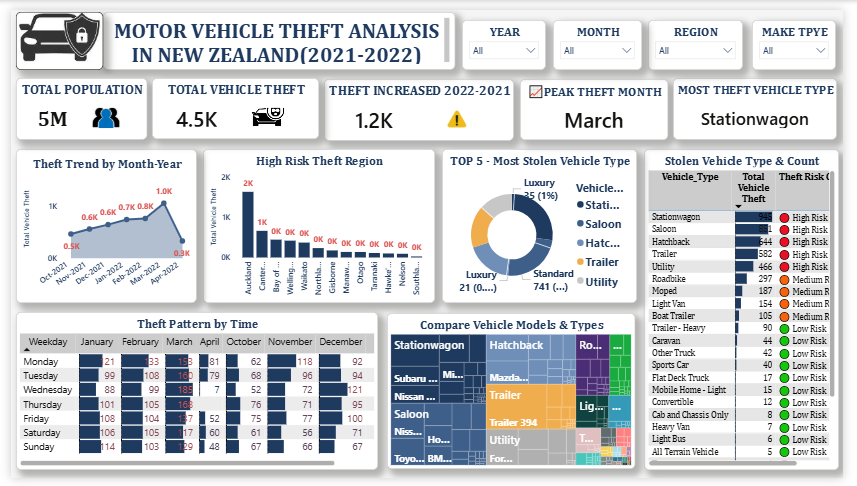 MOTOR VEHICLE THEFT ANALYSIS
IN NEW ZEALAND(2021-2022)
YEAR
All
MONTH
All
REGION
All
MAKE TPYE
All
TOTAL POPULATION
5M
TOTAL VEHICLE THEFT
4.5K
THEFT INCREASED 2022-2021
1.2K
PEAK THEFT MONTH
March
MOST THEFT VEHICLE TYPE
Stationwagon
Theft Trend by Month-Year
Total Vehicle Theft
1K
0K
0.5K
0.6K
0.6K
0.7K
0.8K
1.0K
0.3K
Oct-2021
Nov-2021
Dec-2021
Jan-2022
Feb-2022
Mar-2022
Apr-2022
High Risk Theft Region
Total Vehicle Theft
2K
1K
0K
2K
1K
0K
0K
0K
0K
0K
0K
0K
0K
0K
0K
0K
Auckland
Canter...
Bay of ...
Welling...
Waikato
Northla...
Gisborne
Manaw...
Otago
Taranaki
Hawke'...
Nelson
Southla...
TOP 5 - Most Stolen Vehicle Type
Luxury
35 (1%)
Luxury
21 (0....)
Standard
741 (...)
Vehicle...
Stati...
Saloon
Hatc...
Trailer
Utility
Stolen Vehicle Type & Count
Vehicle_Type Total Vehicle Theft Theft Risk C
Stationwagon 945 High Risk
Saloon 851 High Risk
Hatchback 644 High Risk
Trailer 582 High Risk
Utility 466 High Risk
Roadbike 297 Medium R
Moped 187 Medium R
Light Van 154 Medium R
Boat Trailer 105 Medium R
Trailer - Heavy 90 Low Risk
Caravan 44 Low Risk
Other Truck 42 Low Risk
Sports Car 40 Low Risk
Flat Deck Truck 17 Low Risk
Mobile Home - Light 15 Low Risk
Convertible 12 Low Risk
Cab and Chassis Only 8 Low Risk
Heavy Van 7 Low Risk
Light Bus 6 Low Risk
All Terrain Vehicle 5 Low Risk
Theft Pattern by Time
Weekday January February March April October November December
Monday 121 133 153 81 62 118 92
Tuesday 99 108 150 79 68 96 94
Wednesday 88 99 185 7 52 72 121
Thursday 101 105 168 76 71 95
Friday 108 104 52 75 77 100
Saturday 106 105 117 60 61 56 71
Sunday 114 103 129 48 67 66 67
Compare Vehicle Models & Types
Stationwagon
Subaru ...
Mi...
Nissan ...
Saloon
Niss...
Ho...
Toyo...
BM...
Hatchback
Mazda...
Trailer
Trailer 394
Utility
For...
Ro...
...
Lig...
...
T...